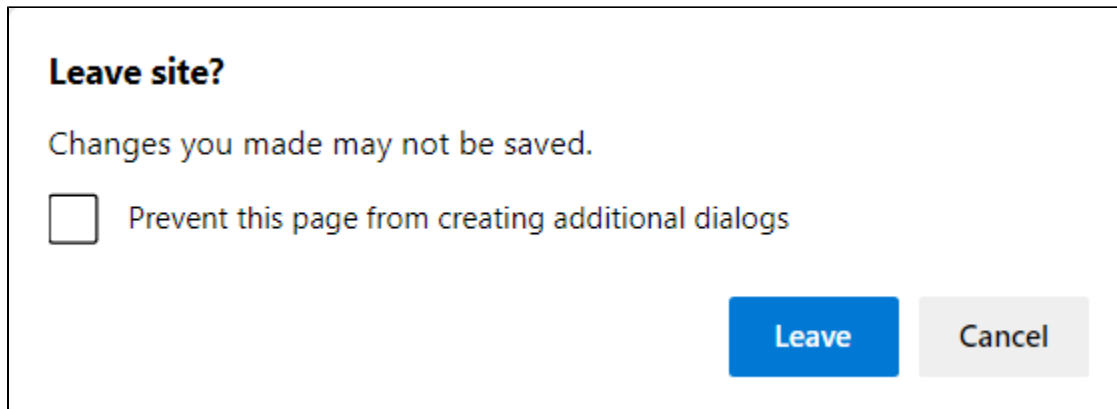 Leave site?
Changes you made may not be saved.
Prevent this page from creating additional dialogs
Leave Cancel